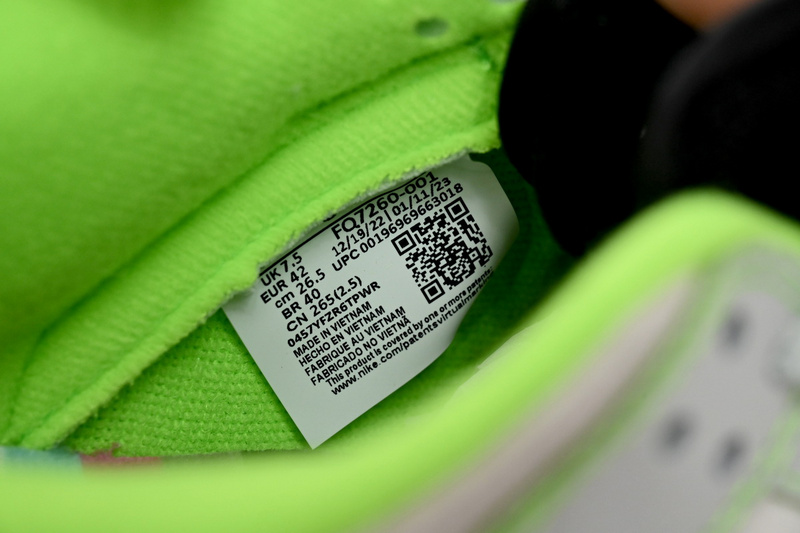 FQ7260-001
12/19/22 | 01/11/23
UPC 00196969663018
UK 7.5
EUR 42
cm 26.5
BR 40
CN 265(2.5)
0457YFZR6TPWR
MADE IN VIETNAM
HECHO EN VIETNAM
FABRIQUE AU VIETNAM
FABRICADO NO VIETNÃ
This product is covered by one or more patents.
www.nike.com/patentsvirtualmark